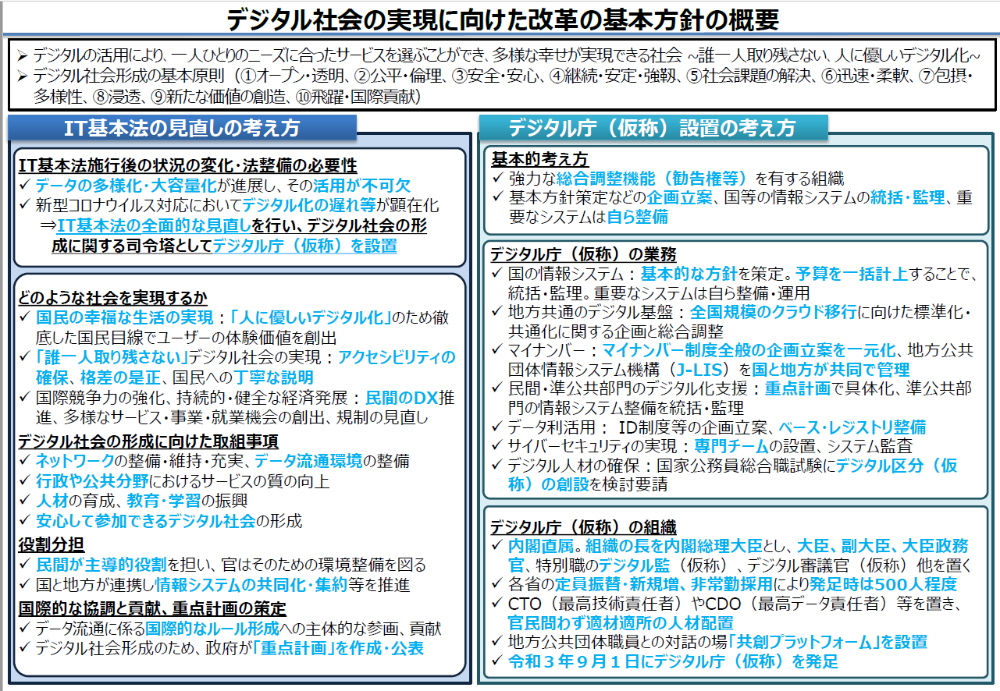 デジタル社会の実現に向けた改革の基本方針の概要
➢ デジタルの活用により、一人ひとりのニーズに合ったサービスを選ぶことができ、多様な幸せが実現できる社会 ~誰一人取り残さない、人に優しいデジタル化~
➢ デジタル社会形成の基本原則（①オープン・透明、②公平・倫理、③安全・安心、④継続・安定・強靱、⑤社会課題の解決、⑥迅速・柔軟、⑦包摂・
多様性、⑧浸透、⑨新たな価値の創造、⑩飛躍・国際貢献）
IT基本法の見直しの考え方
IT基本法施行後の状況の変化・法整備の必要性
✓ データの多様化・大容量化が進展し、その活用が不可欠
✓ 新型コロナウイルス対応においてデジタル化の遅れ等が顕在化
⇒IT基本法の全面的な見直しを行い、デジタル社会の形
成に関する司令塔としてデジタル庁（仮称）を設置
どのような社会を実現するか
✓ 国民の幸福な生活の実現：「人に優しいデジタル化」のため徹
底した国民目線でユーザーの体験価値を創出
✓ 「誰一人取り残さない」デジタル社会の実現：アクセシビリティの
確保、格差の是正、国民への丁寧な説明
✓ 国際競争力の強化、持続的・健全な経済発展：民間のDX推
進、多様なサービス・事業・就業機会の創出、規制の見直し
デジタル社会の形成に向けた取組事項
✓ ネットワークの整備・維持・充実、データ流通環境の整備
✓ 行政や公共分野におけるサービスの質の向上
✓ 人材の育成、教育・学習の振興
✓ 安心して参加できるデジタル社会の形成
役割分担
✓ 民間が主導的役割を担い、官はそのための環境整備を図る
✓ 国と地方が連携し情報システムの共同化・集約等を推進
国際的な協調と貢献、重点計画の策定
✓ データ流通に係る国際的なルール形成への主体的な参画、貢献
✓ デジタル社会形成のため、政府が「重点計画」を作成・公表
デジタル庁（仮称）設置の考え方
基本的考え方
✓ 強力な総合調整機能（勧告権等）を有する組織
✓ 基本方針策定などの企画立案、国等の情報システムの統括・監理、重
要なシステムは自ら整備
デジタル庁（仮称）の業務
✓ 国の情報システム：基本的な方針を策定。予算を一括計上することで、
統括・監理。重要なシステムは自ら整備・運用
✓ 地方共通のデジタル基盤：全国規模のクラウド移行に向けた標準化・
共通化に関する企画と総合調整
✓ マイナンバー：マイナンバー制度全般の企画立案を一元化、地方公共
団体情報システム機構（J-LIS）を国と地方が共同で管理
✓ 民間・準公共部門のデジタル化支援：重点計画で具体化、準公共部
門の情報システム整備を統括・監理
✓ データ利活用： ID制度等の企画立案、ベース・レジストリ整備
✓ サイバーセキュリティの実現：専門チームの設置、システム監査
✓ デジタル人材の確保：国家公務員総合職試験にデジタル区分（仮
称）の創設を検討要請
デジタル庁（仮称）の組織
✓ 内閣直属。組織の長を内閣総理大臣とし、大臣、副大臣、大臣政務
官、特別職のデジタル監（仮称）、デジタル審議官（仮称）他を置く
✓ 各省の定員振替・新規増、非常勤採用により発足時は500人程度
✓ CTO（最高技術責任者）やCDO（最高データ責任者）等を置き、
官民問わず適材適所の人材配置
✓ 地方公共団体職員との対話の場「共創プラットフォーム」を設置
✓ 令和３年９月１日にデジタル庁（仮称）を発足